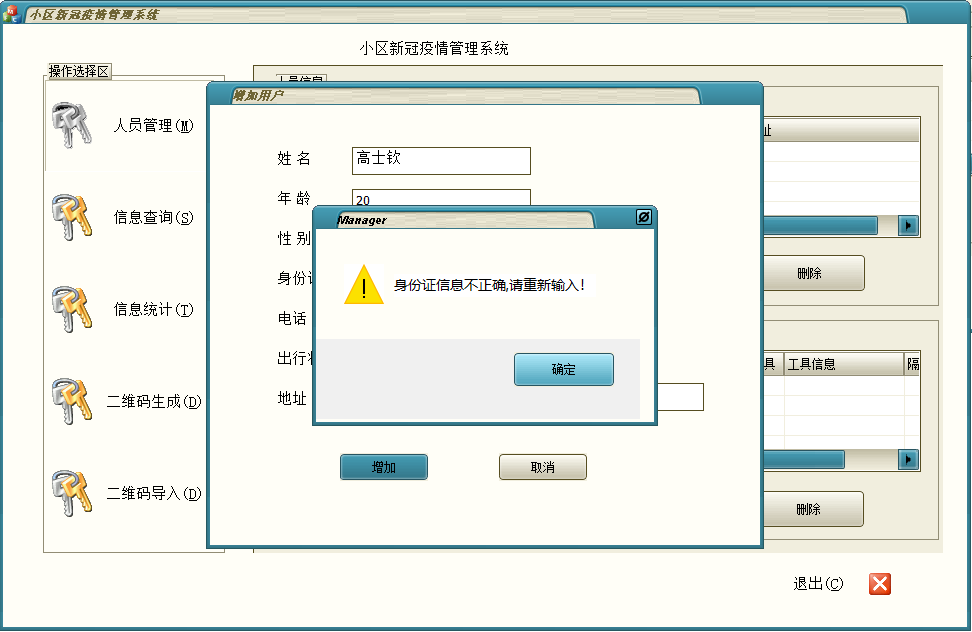 小区新冠疫情管理系统
小区新冠疫情管理系统
操作选择区
人员管理(M)
信息查询(S)
信息统计(T)
二维码生成(D)
二维码导入(D)
人员信息
增加用户
姓 名
高士钦
年 龄
20
性 别
身份证
电话
出行
地址
增加
取消
Manager
身份证信息不正确,请重新输入!
确定
址
删除
具 工具信息 隔
删除
退出(C)